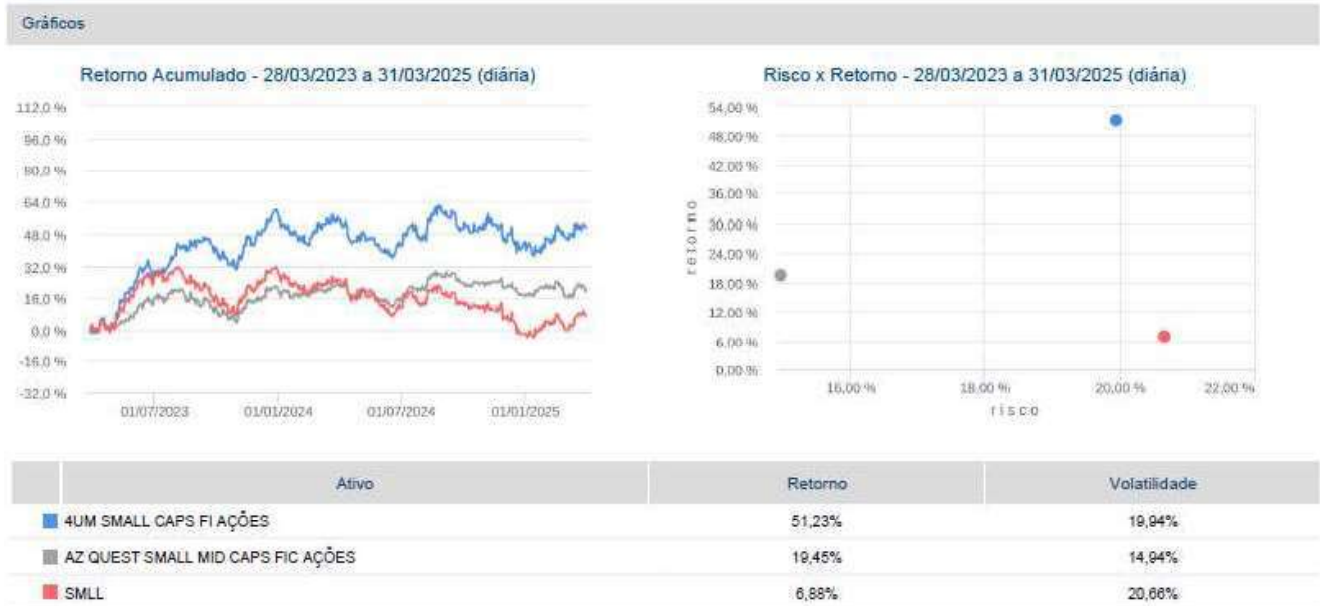 Gráficos
Retorno Acumulado - 28/03/2023 a 31/03/2025 (diária)
112,0 %
96,0 %
80,0 %
64,0 %
48,0 %
32,0 %
16,0 %
0,0 %
-16,0 %
-32,0 %
01/07/2023 01/01/2024 01/07/2024 01/01/2025
Risco x Retorno - 28/03/2023 a 31/03/2025 (diária)
54,00 %
48,00 %
42,00 %
36,00 %
30,00 %
24,00 %
18,00 %
12,00 %
6,00 %
0,00 %
retorno
16,00 % 18,00 % 20,00 % 22,00 %
risco
Ativo Retorno Volatilidade
4UM SMALL CAPS FI AÇÕES 51,23% 19,94%
AZ QUEST SMALL MID CAPS FIC AÇÕES 19,45% 14,94%
SMLL 6,88% 20,66%